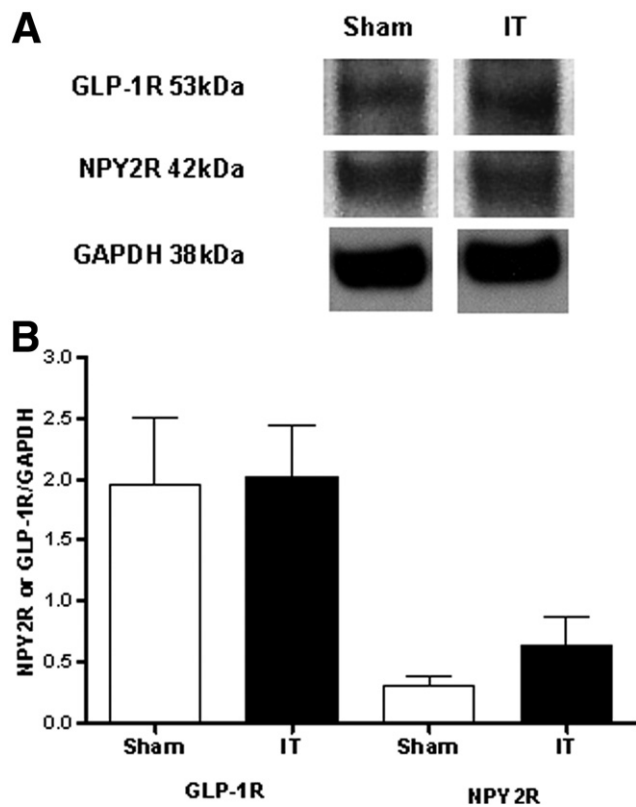 A
Sham IT
GLP-1R 53kDa
NPY2R 42kDa
GAPDH 38kDa
B
NPY2R or GLP-1R/GAPDH
3.0
2.5
2.0
1.5
1.0
0.5
0.0
Sham IT Sham IT
GLP-1R NPY2R